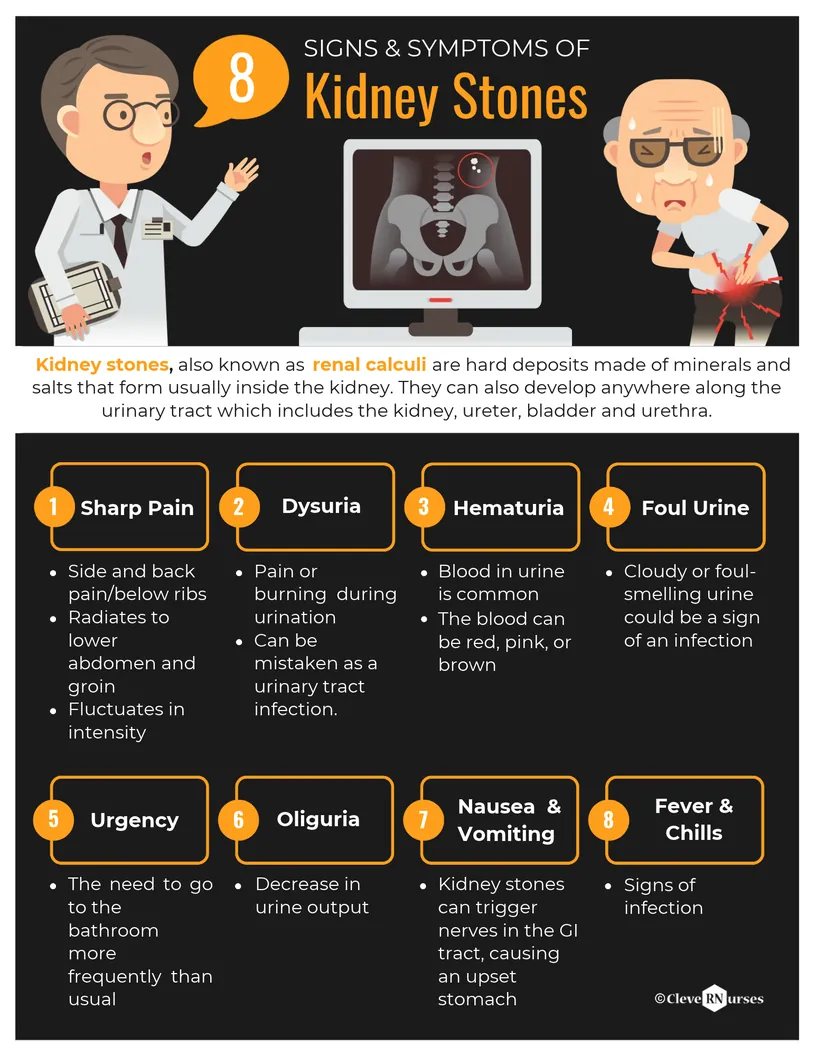 8
SIGNS & SYMPTOMS OF
Kidney Stones
Kidney stones, also known as renal calculi are hard deposits made of minerals and
salts that form usually inside the kidney. They can also develop anywhere along the
urinary tract which includes the kidney, ureter, bladder and urethra.
1 Sharp Pain
• Side and back
pain/below ribs
• Radiates to
lower
abdomen and
groin
• Fluctuates in
intensity
2 Dysuria
• Pain or
burning during
urination
• Can be
mistaken as a
urinary tract
infection.
3 Hematuria
• Blood in urine
is common
• The blood can
be red, pink, or
brown
4 Foul Urine
• Cloudy or foul-
smelling urine
could be a sign
of an infection
5 Urgency
• The need to go
to the
bathroom
more
frequently than
usual
6 Oliguria
• Decrease in
urine output
7 Nausea &
Vomiting
• Kidney stones
can trigger
nerves in the GI
tract, causing
an upset
stomach
8 Fever &
Chills
• Signs of
infection
©CleveRNurses